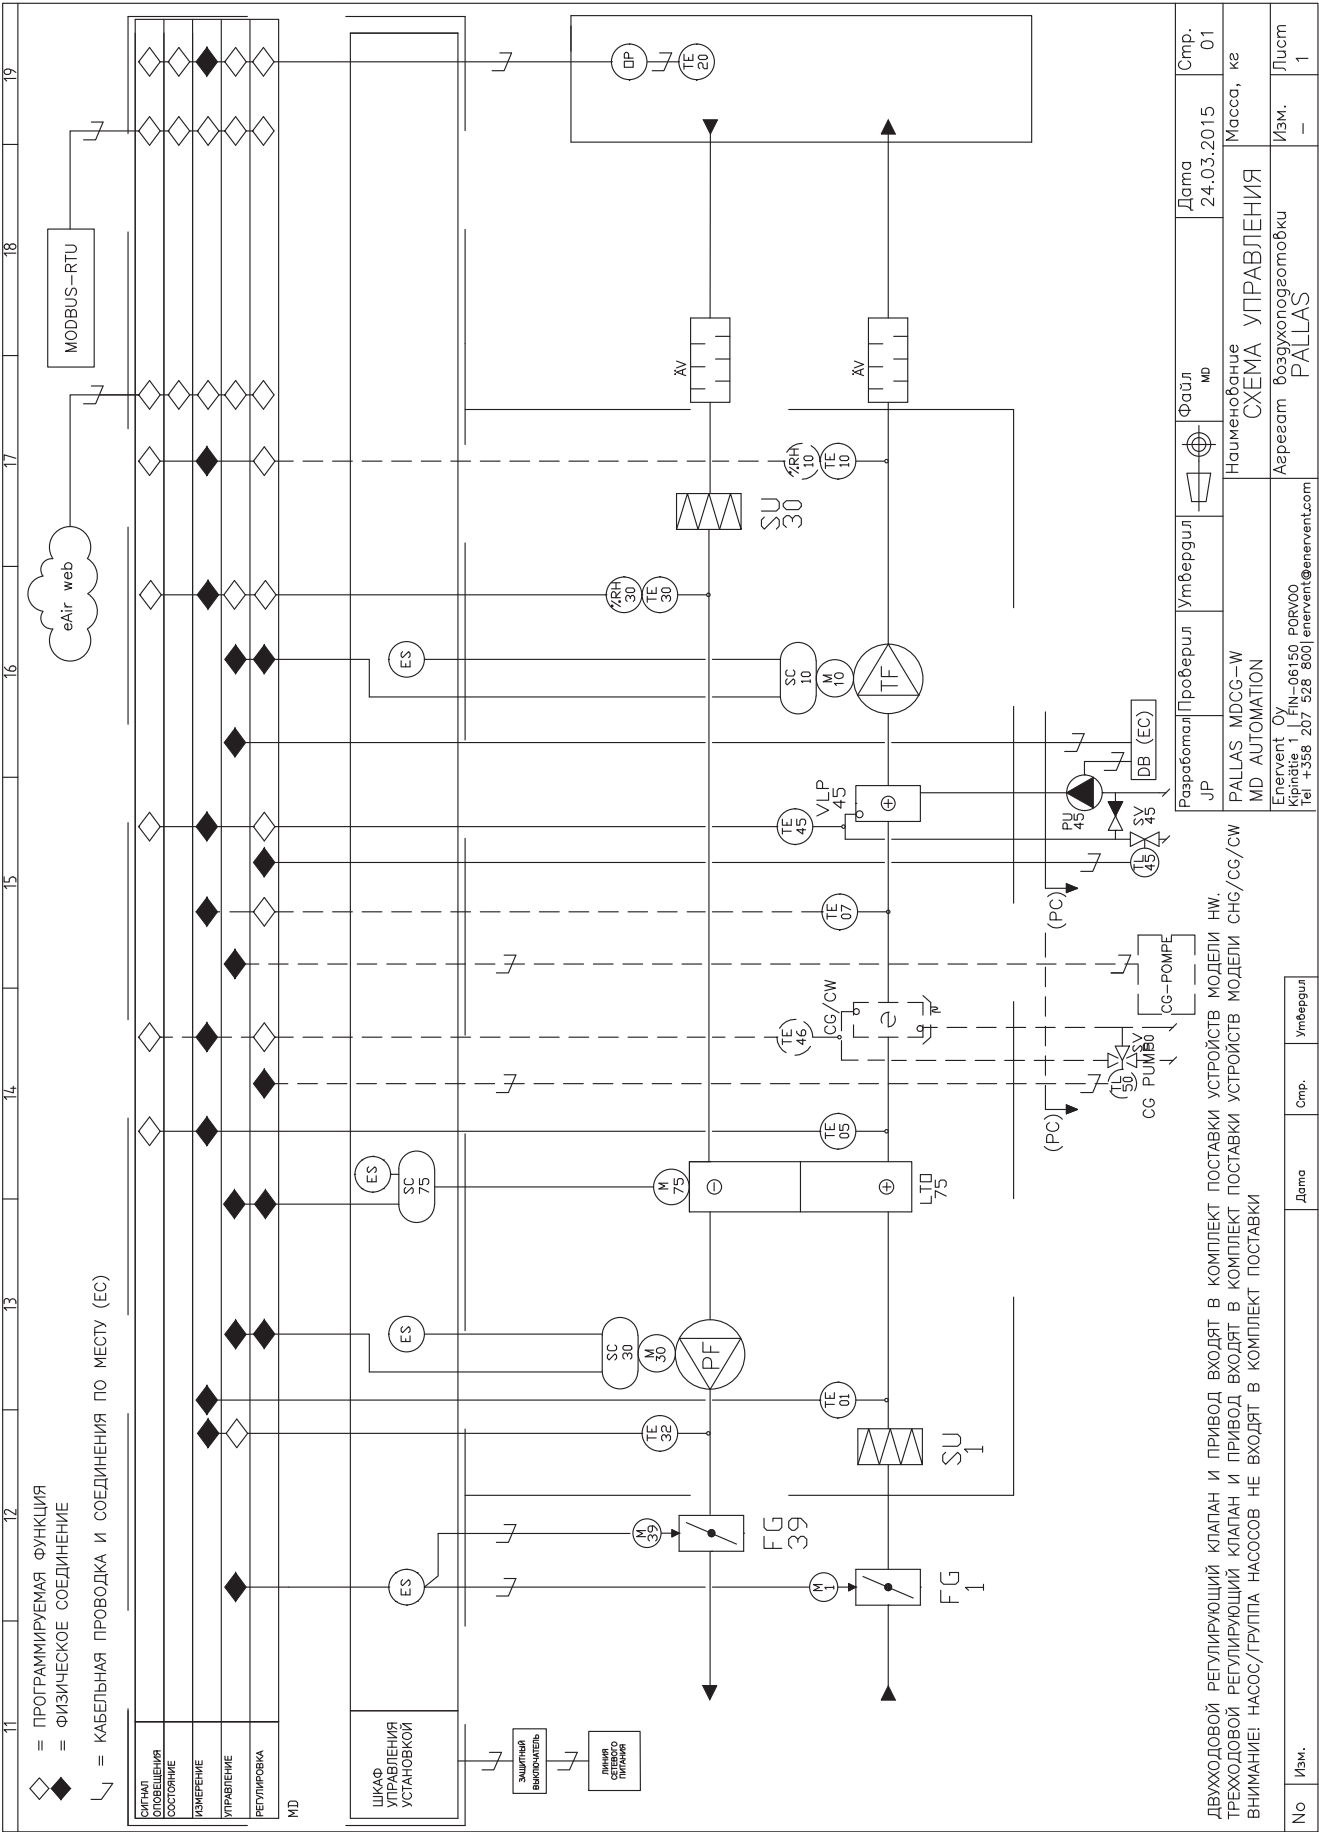 11
12
13
14
15
16
17
18
19
= ПРОГРАММИРУЕМАЯ ФУНКЦИЯ
= ФИЗИЧЕСКОЕ СОЕДИНЕНИЕ
= КАБЕЛЬНАЯ ПРОВОДКА И СОЕДИНЕНИЯ ПО МЕСТУ (EC)
eAir web
MODBUS-RTU
СИГНАЛ
ОПОВЕЩЕНИЯ
СОСТОЯНИЕ
ИЗМЕРЕНИЕ
УПРАВЛЕНИЕ
РЕГУЛИРОВКА
MD
ШКАФ
УПРАВЛЕНИЯ
УСТАНОВКОЙ
ЗАЩИТНЫЙ
ВЫКЛЮЧАТЕЛЬ
ЛИНИЯ
СЕТЕВОГО
ПИТАНИЯ
ES
ES
ES
SC
75
ES
OP
TE
20
M
39
FG
39
TE
32
SC
30
M
30
PF
M
75
%RH
30
TE
30
SU
30
ÄV
M
1
FG
1
SU
1
TE
01
LTO
75
TE
05
TE
46
CG/CW
TE
07
TE
45
VLP
45
SC
10
M
10
TF
%RH
10
TE
10
ÄV
(PC)
TL
50
CG PUMP
SV
50
CG-POMPE
(PC)
TL
45
SV
45
PU
45
DB (EC)
ДВУХХОДОВОЙ РЕГУЛИРУЮЩИЙ КЛАПАН И ПРИВОД ВХОДЯТ В КОМПЛЕКТ ПОСТАВКИ УСТРОЙСТВ МОДЕЛИ HW.
ТРЕХХОДОВОЙ РЕГУЛИРУЮЩИЙ КЛАПАН И ПРИВОД ВХОДЯТ В КОМПЛЕКТ ПОСТАВКИ УСТРОЙСТВ МОДЕЛИ CHG/CG/CW
ВНИМАНИЕ! НАСОС/ГРУППА НАСОСОВ НЕ ВХОДЯТ В КОМПЛЕКТ ПОСТАВКИ
No
Изм.
Дата
Стр.
Утвердил
Разработал
JP
Проверил
Утвердил
Файл
MD
Дата
24.03.2015
Стр.
01
PALLAS MDCG-W
MD AUTOMATION
Наименование
СХЕМА УПРАВЛЕНИЯ
Масса, кг
Enervent Oy
Kipinätie 1 | FIN-06150 PORVOO
Tel +358 207 528 800| enervent@enervent.com
Агрегат воздухоподготовки
PALLAS
Изм.
–
Лист
1